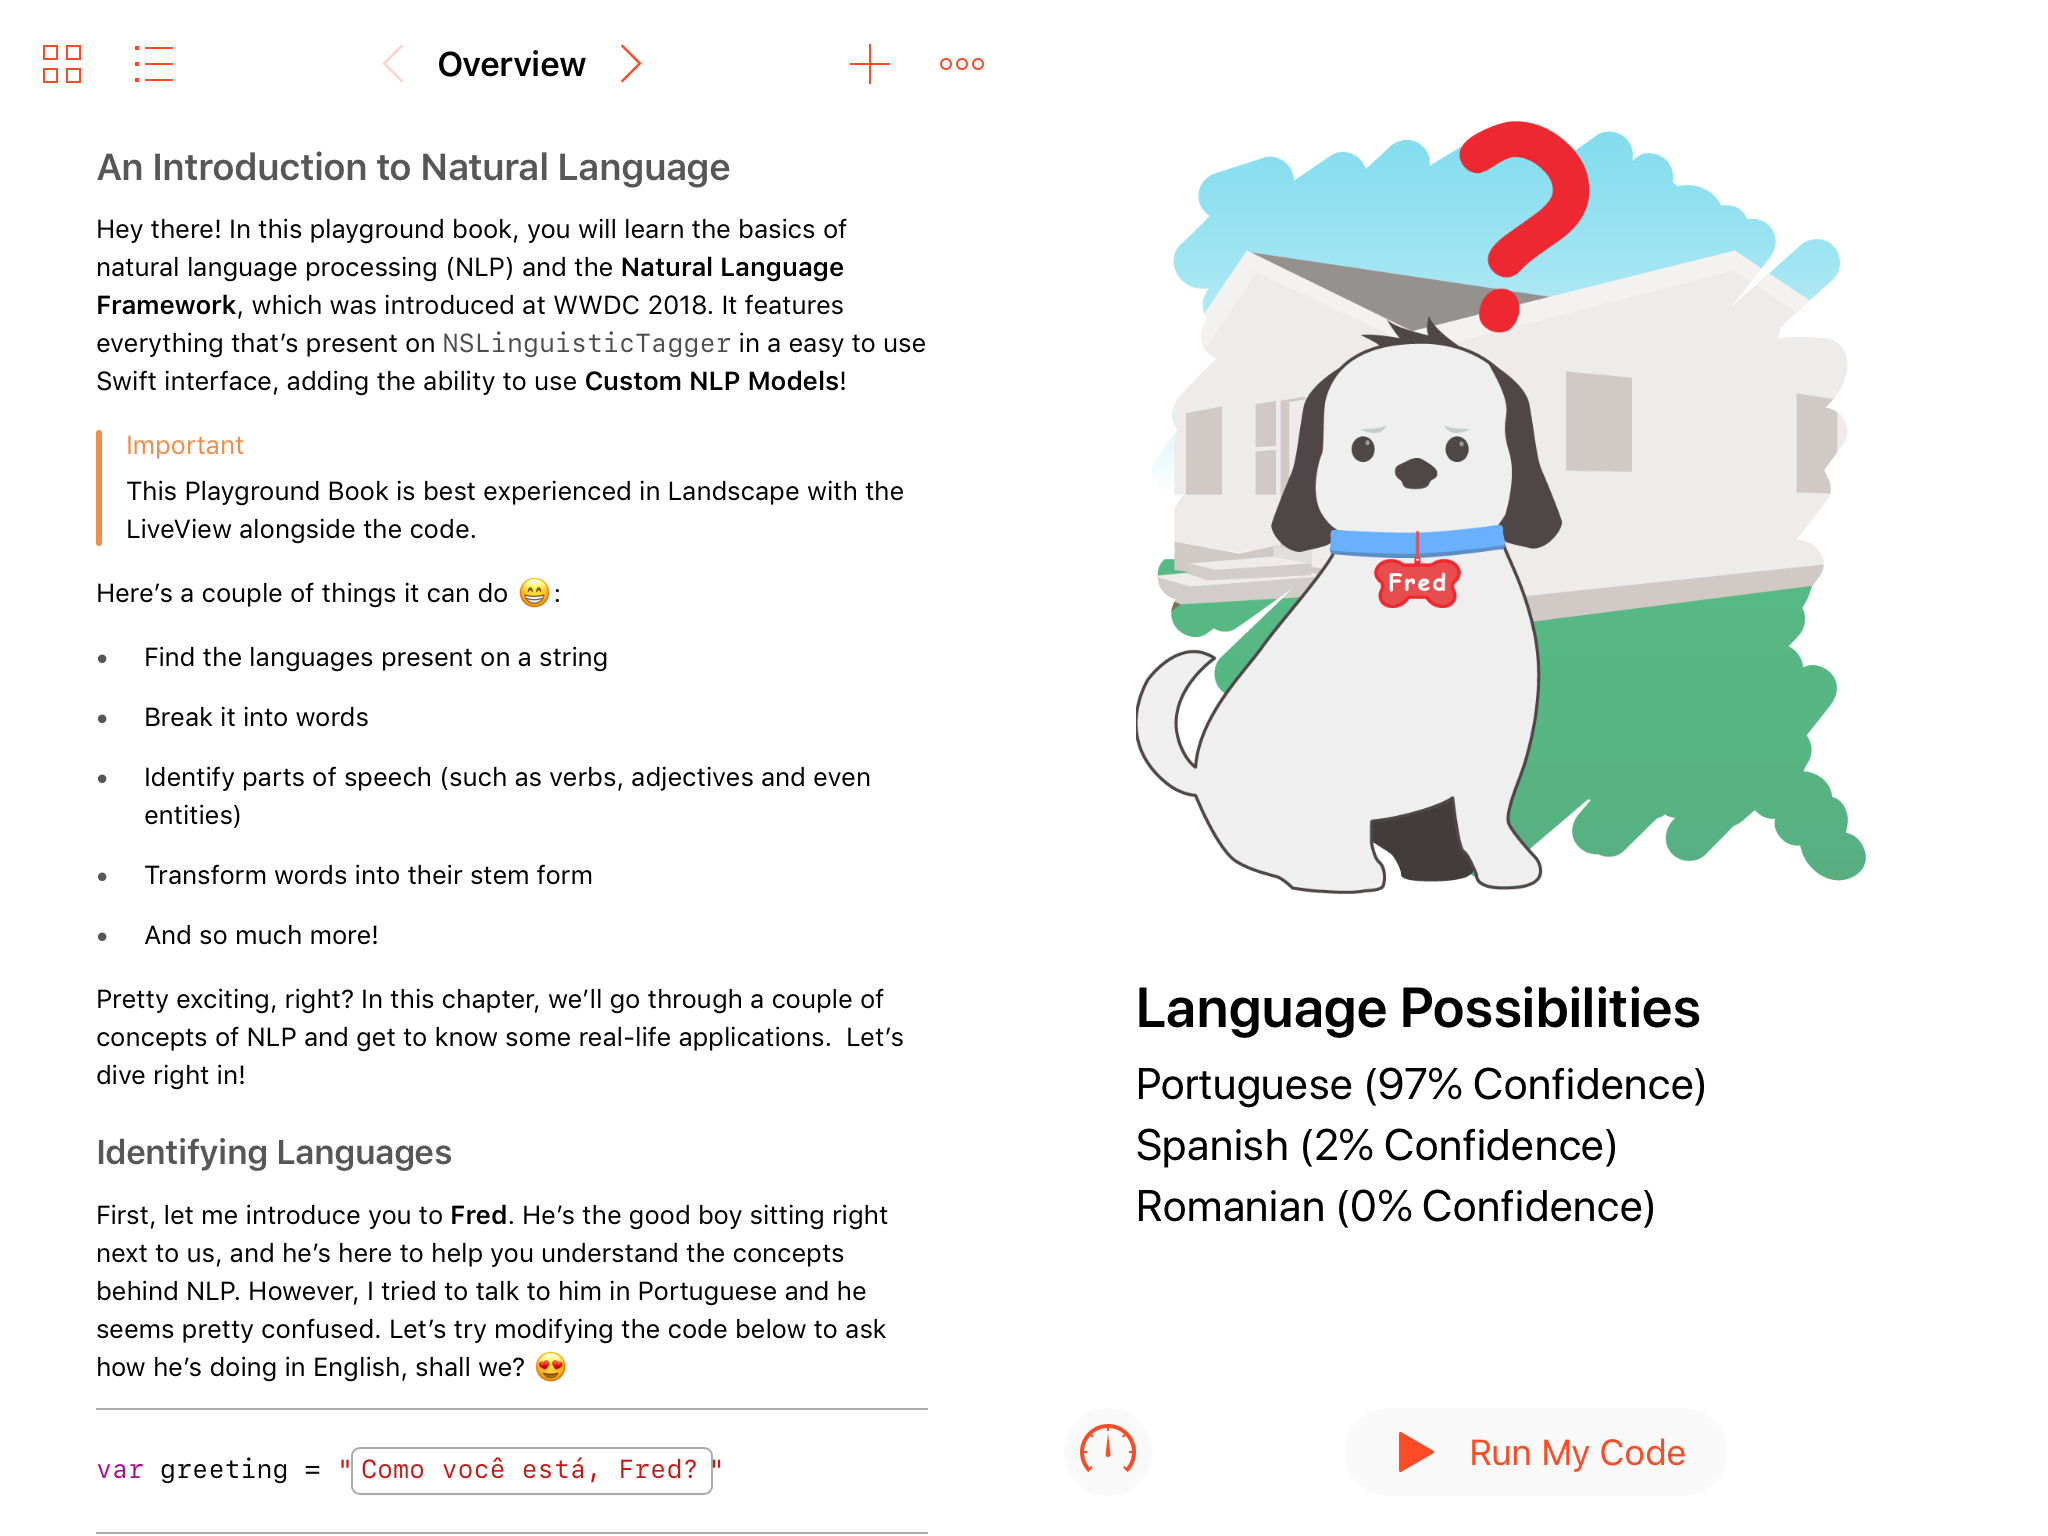 Overview
An Introduction to Natural Language
Hey there! In this playground book, you will learn the basics of
natural language processing (NLP) and the Natural Language
Framework, which was introduced at WWDC 2018. It features
everything that’s present on NSLinguisticTagger in a easy to use
Swift interface, adding the ability to use Custom NLP Models!
Important
This Playground Book is best experienced in Landscape with the
LiveView alongside the code.
Here’s a couple of things it can do 😁:
• Find the languages present on a string
• Break it into words
• Identify parts of speech (such as verbs, adjectives and even
entities)
• Transform words into their stem form
• And so much more!
Pretty exciting, right? In this chapter, we’ll go through a couple of
concepts of NLP and get to know some real-life applications.  Let’s
dive right in!
Identifying Languages
First, let me introduce you to Fred. He’s the good boy sitting right
next to us, and he’s here to help you understand the concepts
behind NLP. However, I tried to talk to him in Portuguese and he
seems pretty confused. Let’s try modifying the code below to ask
how he’s doing in English, shall we? 😍
var greeting = "Como você está, Fred?"
?
Fred
Language Possibilities
Portuguese (97% Confidence)
Spanish (2% Confidence)
Romanian (0% Confidence)
Run My Code